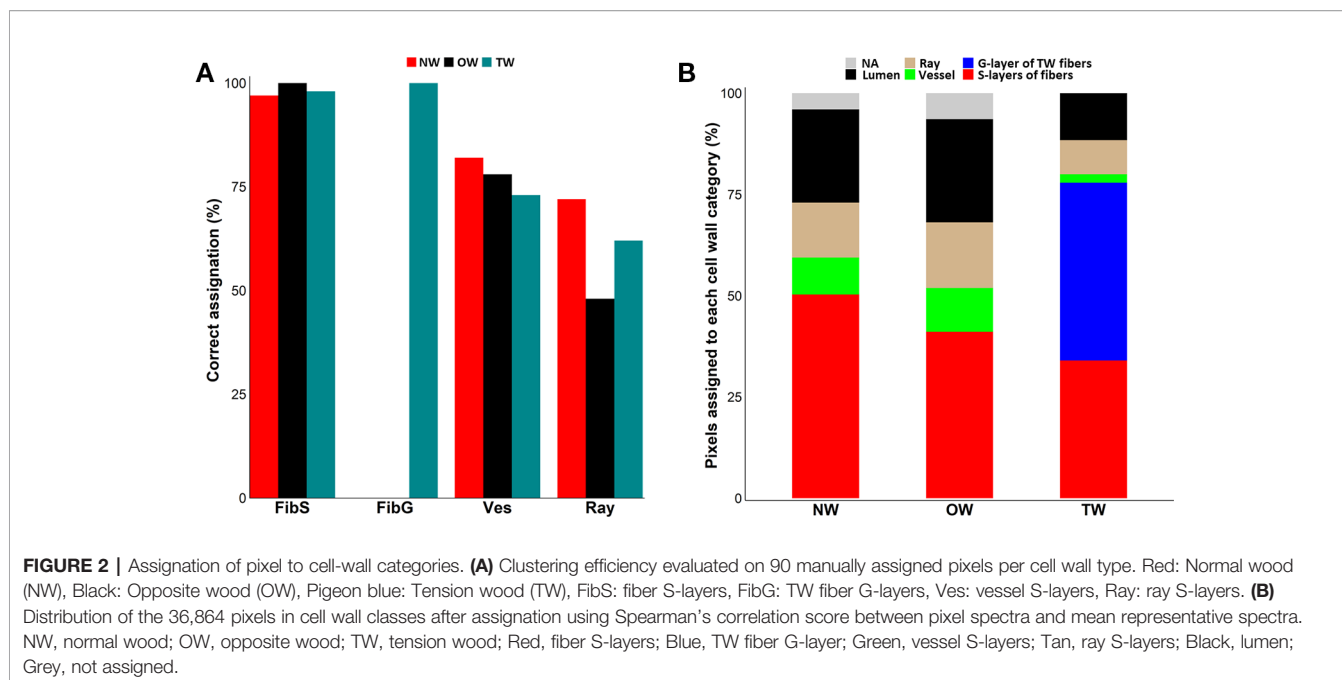 A
NW OW TW
100
75
50
25
0
Correct assignation (%)
FibS FibG Ves Ray
B
NA Ray G-layer of TW fibers
Lumen Vessel S-layers of fibers
100
75
50
25
0
Pixels assigned to each cell wall category (%)
NW OW TW
FIGURE 2 | Assignation of pixel to cell-wall categories. (A) Clustering efficiency evaluated on 90 manually assigned pixels per cell wall type. Red: Normal wood
(NW), Black: Opposite wood (OW), Pigeon blue: Tension wood (TW), FibS: fiber S-layers, FibG: TW fiber G-layers, Ves: vessel S-layers, Ray: ray S-layers. (B)
Distribution of the 36,864 pixels in cell wall classes after assignation using Spearman's correlation score between pixel spectra and mean representative spectra.
NW, normal wood; OW, opposite wood; TW, tension wood; Red, fiber S-layers; Blue, TW fiber G-layer; Green, vessel S-layers; Tan, ray S-layers; Black, lumen;
Grey, not assigned.